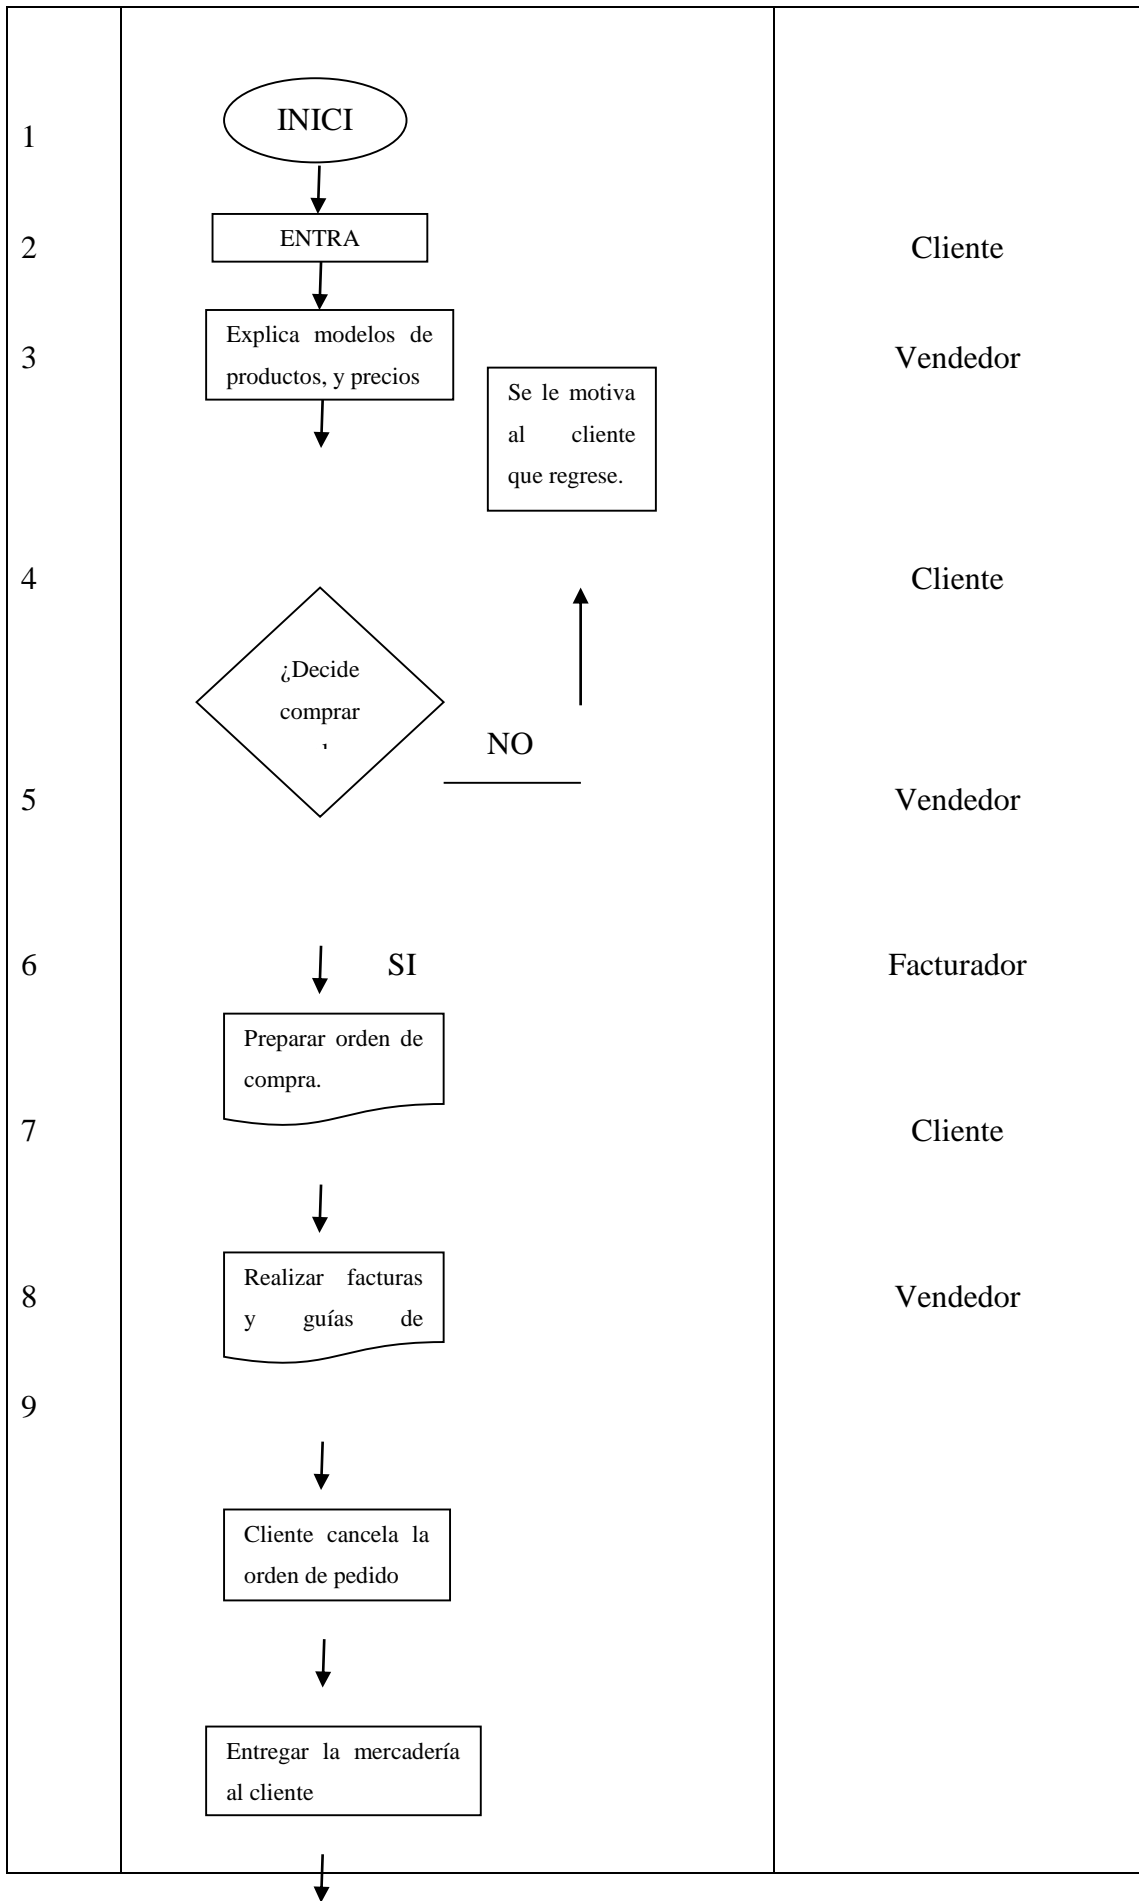 INICI
1
ENTRA
2
Cliente
Explica modelos de
productos, y precios
3
Vendedor
Se le motiva
al cliente
que regrese.
4
Cliente
¿Decide
comprar
NO
5
Vendedor
6
SI
Facturador
Preparar orden de
compra.
7
Cliente
Realizar facturas
y guías de
8
Vendedor
9
Cliente cancela la
orden de pedido
Entregar la mercadería
al cliente